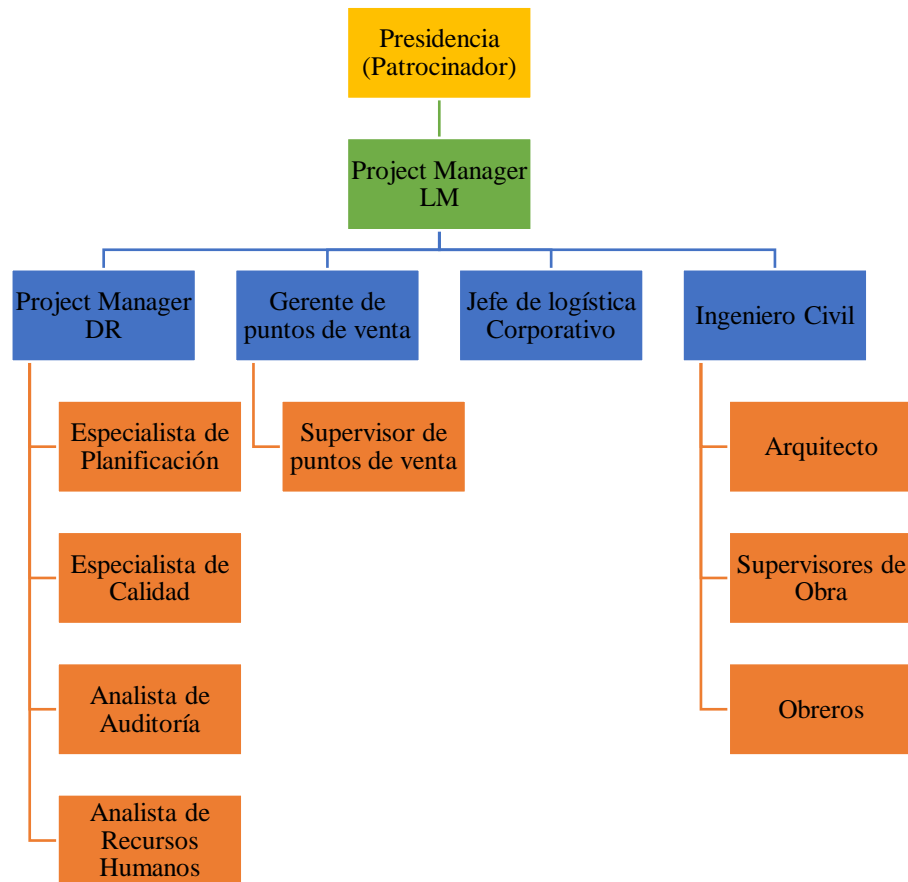 Presidencia
(Patrocinador)
Project Manager
LM
Project Manager
DR
Gerente de
puntos de venta
Jefe de logística
Corporativo
Ingeniero Civil
Especialista de
Planificación
Supervisor de
puntos de venta
Arquitecto
Especialista de
Calidad
Supervisores de
Obra
Analista de
Auditoría
Obreros
Analista de
Recursos
Humanos